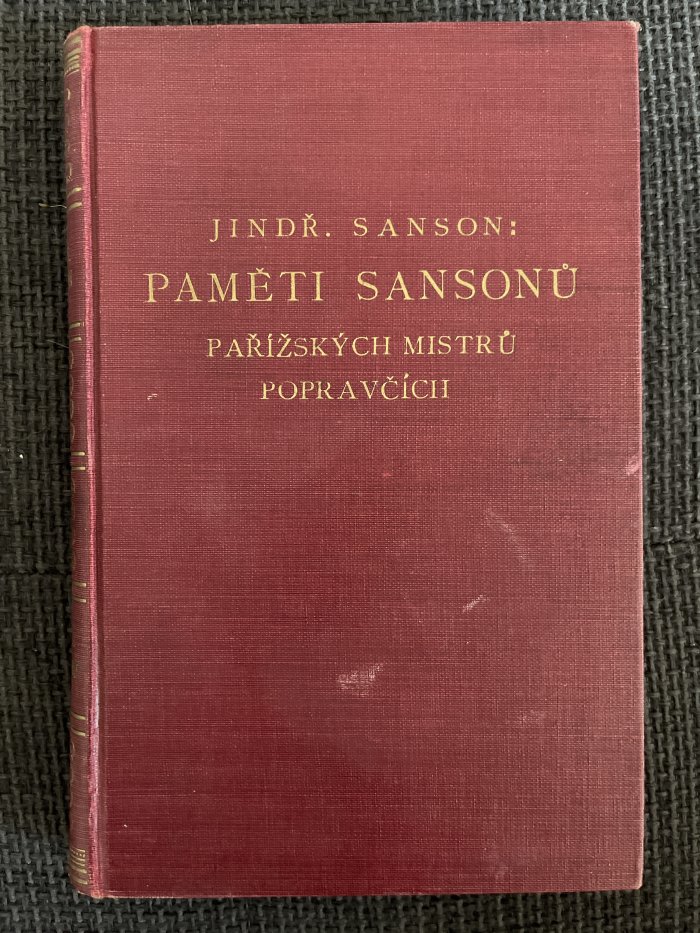 JINDŘ. SANSON:
PAMĚTI SANSONŮ
PAŘÍŽSKÝCH MISTRŮ
POPRAVČÍCH